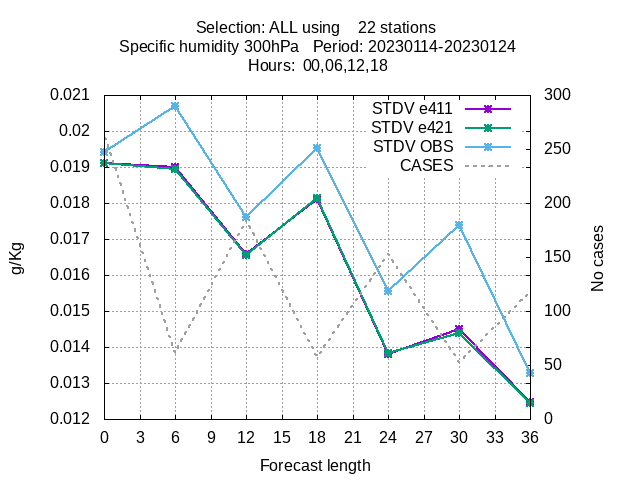 Selection: ALL using    22 stations
Specific humidity 300hPa   Period: 20230114-20230124
Hours:  00,06,12,18
0.021
0.02
0.019
0.018
0.017
0.016
0.015
0.014
0.013
0.012
g/Kg
STDV e411
STDV e421
STDV OBS
CASES
300
250
200
150
100
50
0
No cases
0 3 6 9 12 15 18 21 24 27 30 33 36
Forecast length